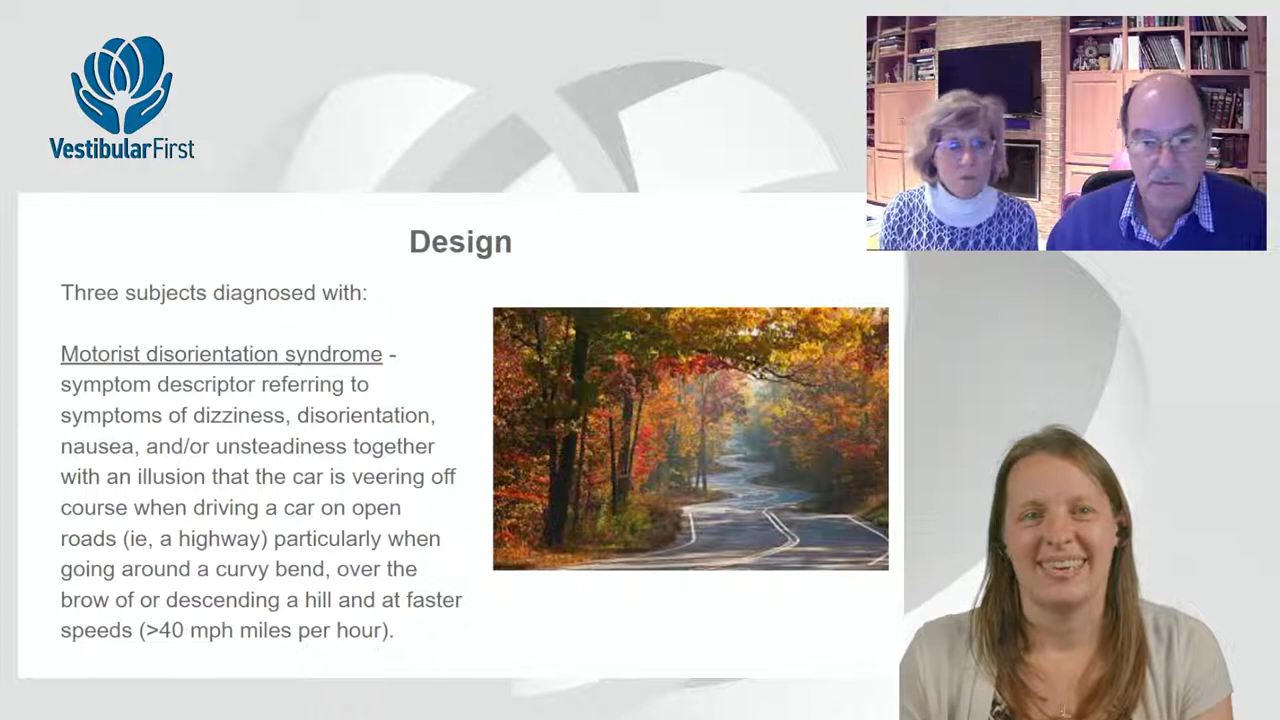 VestibularFirst
Design
Three subjects diagnosed with:
Motorist disorientation syndrome -
symptom descriptor referring to
symptoms of dizziness, disorientation,
nausea, and/or unsteadiness together
with an illusion that the car is veering off
course when driving a car on open
roads (ie, a highway) particularly when
going around a curvy bend, over the
brow of or descending a hill and at faster
speeds (>40 mph miles per hour).